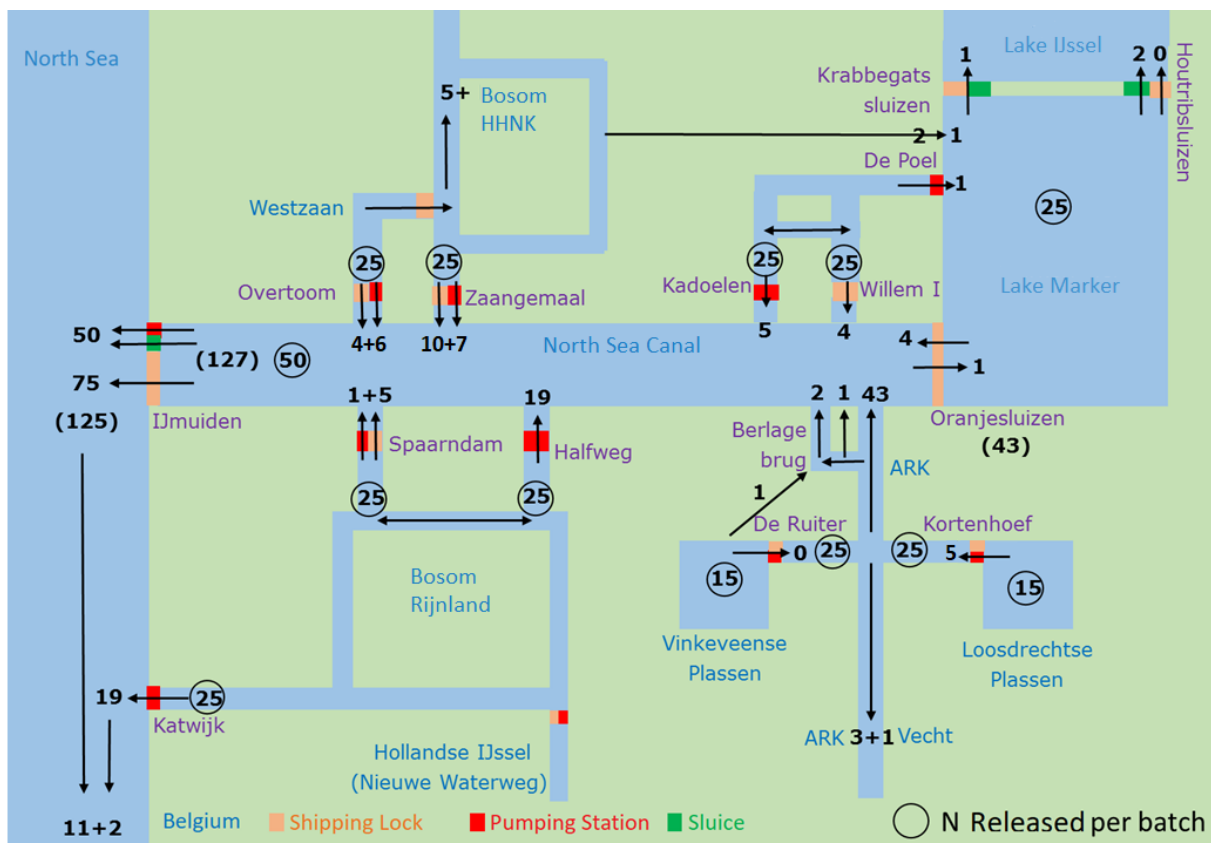 North Sea
Lake IJssel
Houtribsluizen
1
2 0
Krabbegats
sluizen
5+
Bosom
HHNK
2 1
De Poel
1
Westzaan
25
25
25
25
25
Overtoom
Zaangemaal
Kadoelen
Willem I
Lake Marker
50
(127)
50
4+6
10+7
North Sea Canal
5
4
4
1
75
(125)
IJmuiden
1+5
19
2
1
43
Oranjesluizen
(43)
Spaarndam
Halfweg
Berlage
brug
ARK
25
25
1
De Ruiter
Kortenhoef
0
25
25
5
15
15
Bosom
Rijnland
Vinkeveense
Plassen
Loosdrechtse
Plassen
19
25
Katwijk
ARK 3+1 Vecht
Hollandse IJssel
(Nieuwe Waterweg)
11+2
Belgium
Shipping Lock
Pumping Station
Sluice
N Released per batch